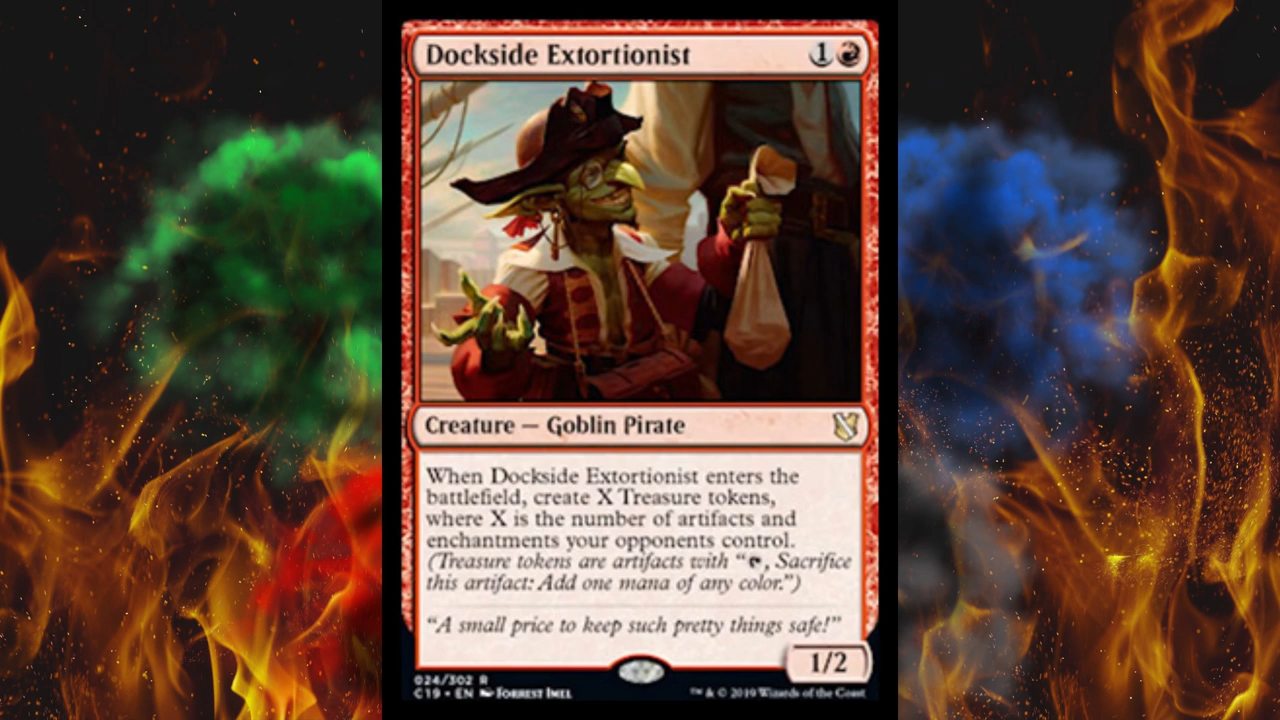 Dockside Extortionist 1
Creature — Goblin Pirate
When Dockside Extortionist enters the
battlefield, create X Treasure tokens,
where X is the number of artifacts and
enchantments your opponents control.
(Treasure tokens are artifacts with “, Sacrifice
this artifact: Add one mana of any color.”)
“A small price to keep such pretty things safe!”
1/2
024/302 R
C19 • EN Forrest Imel
™ & © 2019 Wizards of the Coast